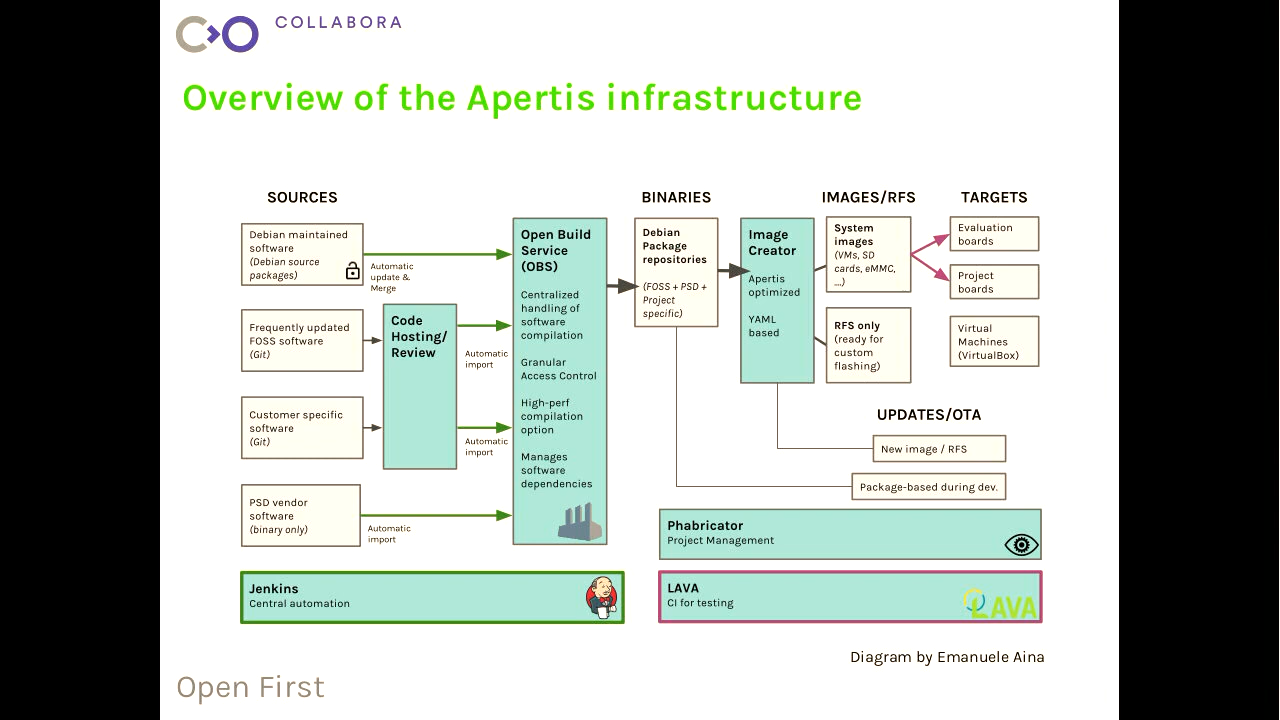 COLLABORA
Overview of the Apertis infrastructure
SOURCES
BINARIES
IMAGES/RFS
TARGETS
Debian maintained
software
(Debian source
packages)
Automatic
update &
Merge
Frequently updated
FOSS software
(Git)
Customer specific
software
(Git)
PSD vendor
software
(binary only)
Automatic
import
Code
Hosting/
Review
Automatic
import
Automatic
import
Open Build
Service
(OBS)
Centralized
handling of
software
compilation
Granular
Access Control
High-perf
compilation
option
Manages
software
dependencies
Debian
Package
repositories
(FOSS + PSD +
Project
specific)
Image
Creator
Apertis
optimized
YAML
based
System
images
(VMs, SD
cards, eMMC,
...)
RFS only
(ready for
custom
flashing)
Evaluation
boards
Project
boards
Virtual
Machines
(VirtualBox)
UPDATES/OTA
New image / RFS
Package-based during dev.
Phabricator
Project Management
Jenkins
Central automation
LAVA
CI for testing
LAVA
Diagram by Emanuele Aina
Open First